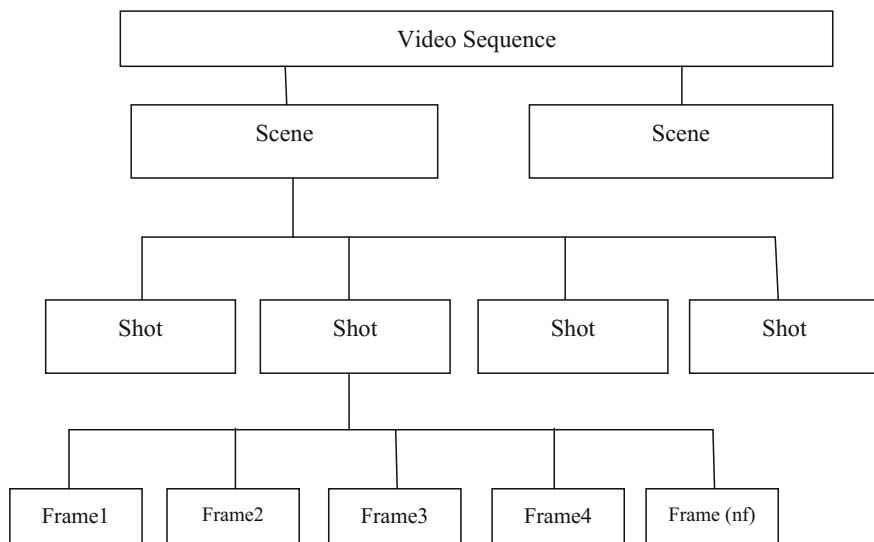 Video Sequence
Scene
Scene
Shot
Shot
Shot
Shot
Frame1
Frame2
Frame3
Frame4
Frame (nf)